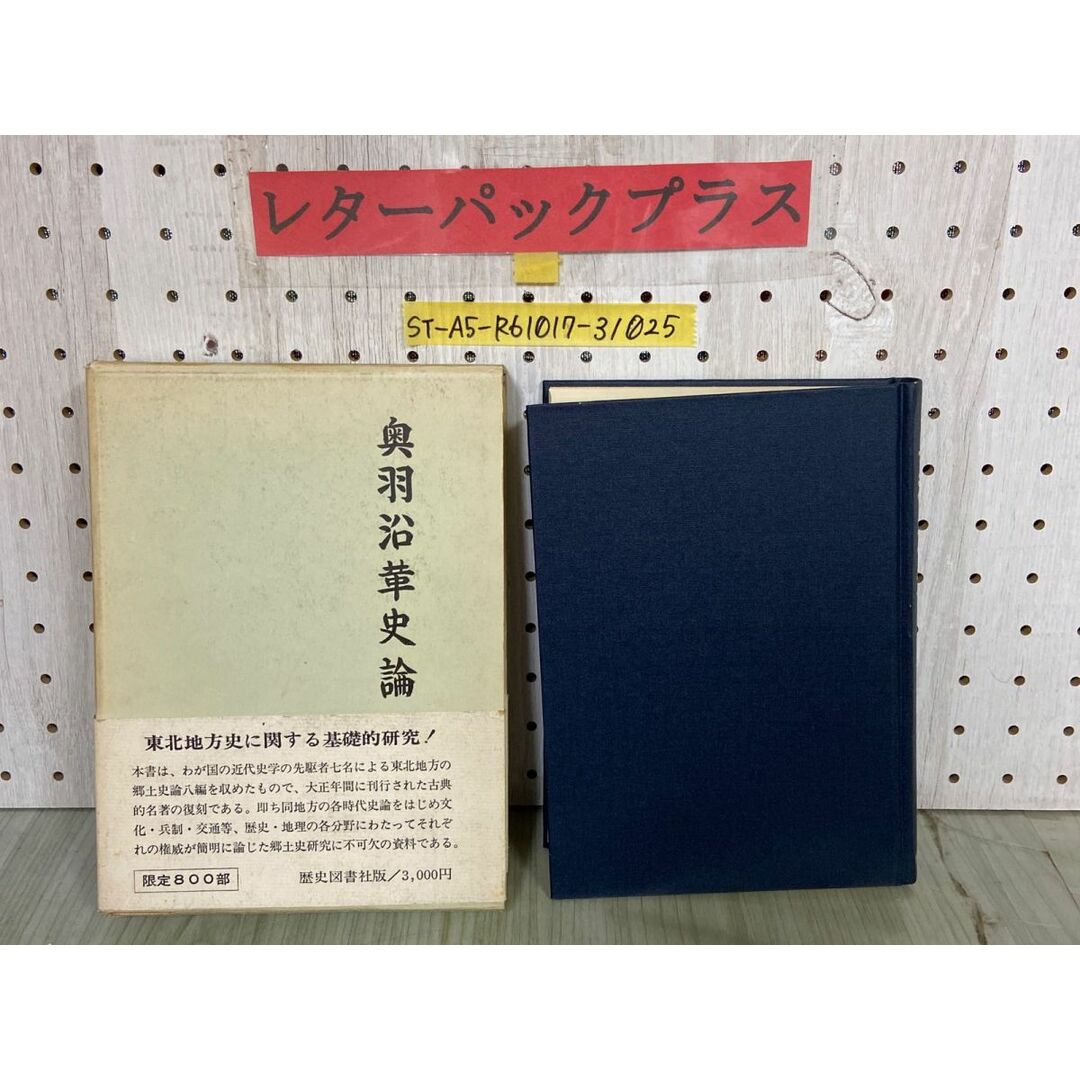 レターパックプラス
ST-A5-R61017-31025
奥羽沿革史論
東北地方史に関する基礎的研究!
本書は、わが国の近代史学の先駆者七名による東北地方の
郷土史論八編を収めたもので、大正年間に刊行された古典
的名著の復刻である。即ち同地方の各時代史論をはじめ文
化・兵制・交通等、歴史・地理の各分野にわたってそれぞ
れの権威が簡明に論じた郷土史研究に不可欠の資料である。
限定800部
歴史図書社版/3,000円